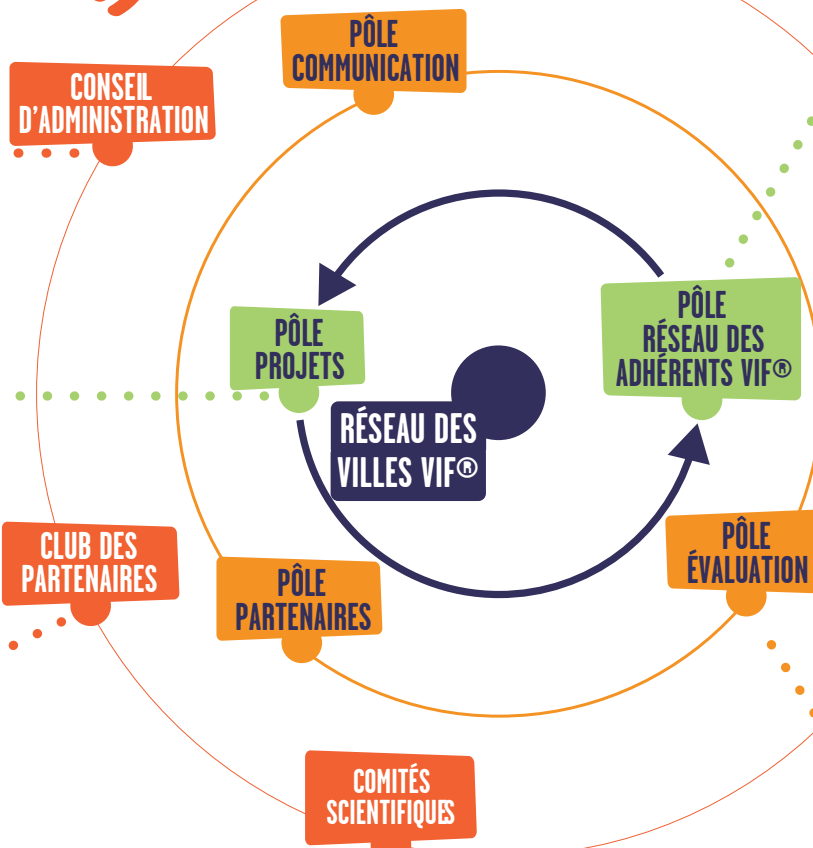 PÔLE
COMMUNICATION
CONSEIL
D'ADMINISTRATION
PÔLE
RÉSEAU DES
ADHÉRENTS VIF®
PÔLE
PROJETS
RÉSEAU DES
VILLES VIF®
CLUB DES
PARTENAIRES
PÔLE
ÉVALUATION
PÔLE
PARTENAIRES
COMITÉS
SCIENTIFIQUES